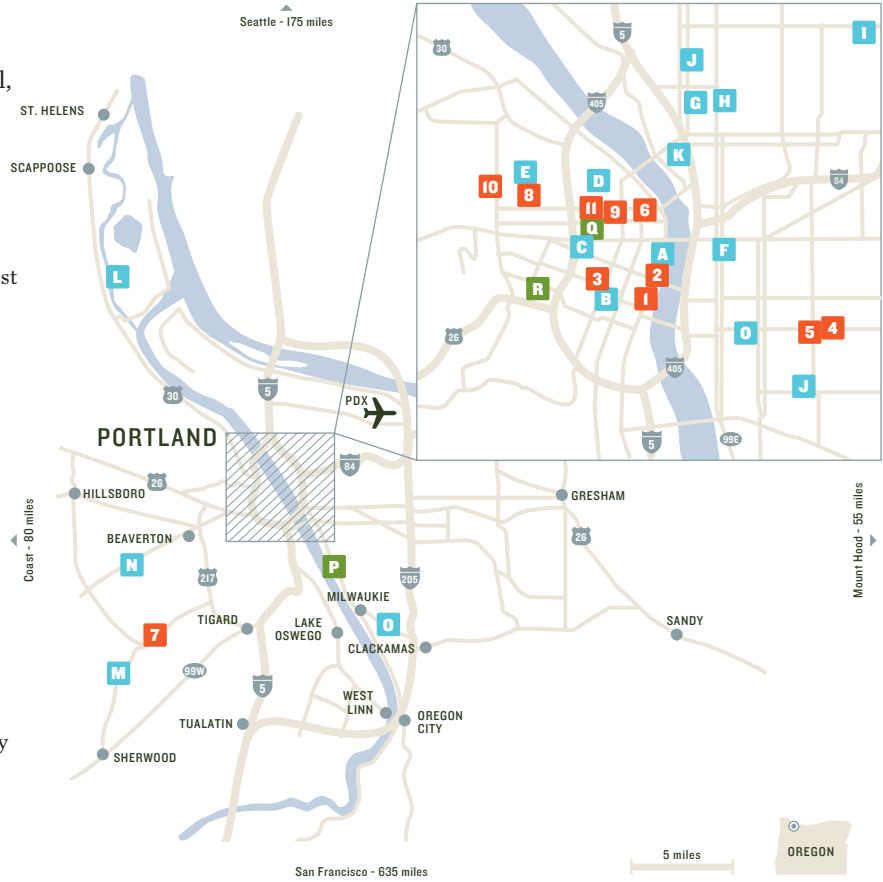 Seattle - 175 miles
l,
ST. HELENS
SCAPPOOSE
st
L
30
5
PDX
PORTLAND
84
26
HILLSBORO
BEAVERTON
N
217
P
205
MILWAUKIE
O
CLACKAMAS
LAKE
OSWEGO
TIGARD
7
M
99W
5
WEST
LINN
OREGON
CITY
TUALATIN
y
SHERWOOD
GRESHAM
26
SANDY
Coast - 80 miles
Mount Hood - 55 miles
San Francisco - 635 miles
5 miles
OREGON
30
5
I
J
405
G
H
K
84
E
10
8
D
11
9
6
Q
C
A
F
3
2
R
B
1
26
O
5
4
405
J
5
99E